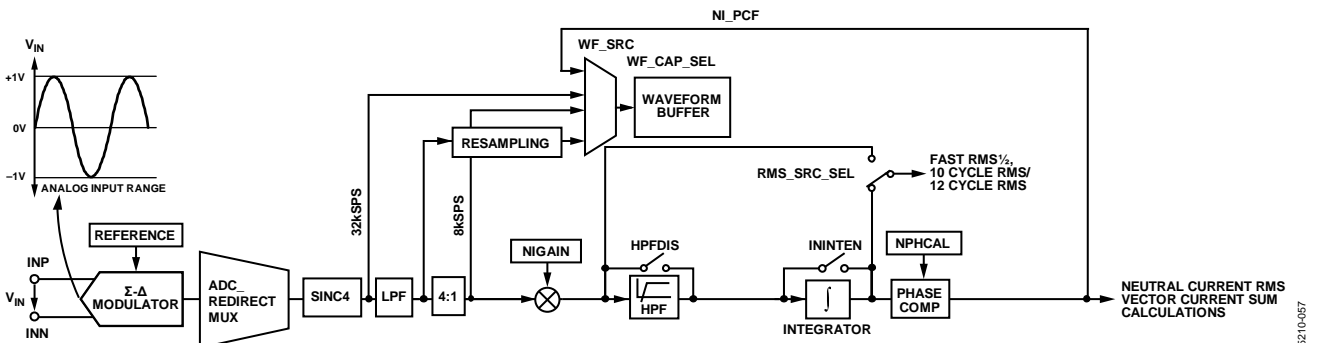 NI_PCF
V_IN
WF_SRC
+1V
WF_CAP_SEL
WAVEFORM
BUFFER
0V
RESAMPLING
–1V
ANALOG INPUT RANGE
RMS_SRC_SEL
FAST RMS½,
10 CYCLE RMS/
12 CYCLE RMS
32kSPS
8kSPS
REFERENCE
NIGAIN
HPFDIS
ININTEN
NPHCAL
INP
V_IN
INN
Σ-Δ
MODULATOR
ADC_
REDIRECT
MUX
SINC4
LPF
4:1
HPF
∫
INTEGRATOR
PHASE
COMP
NEUTRAL CURRENT RMS
VECTOR CURRENT SUM
CALCULATIONS